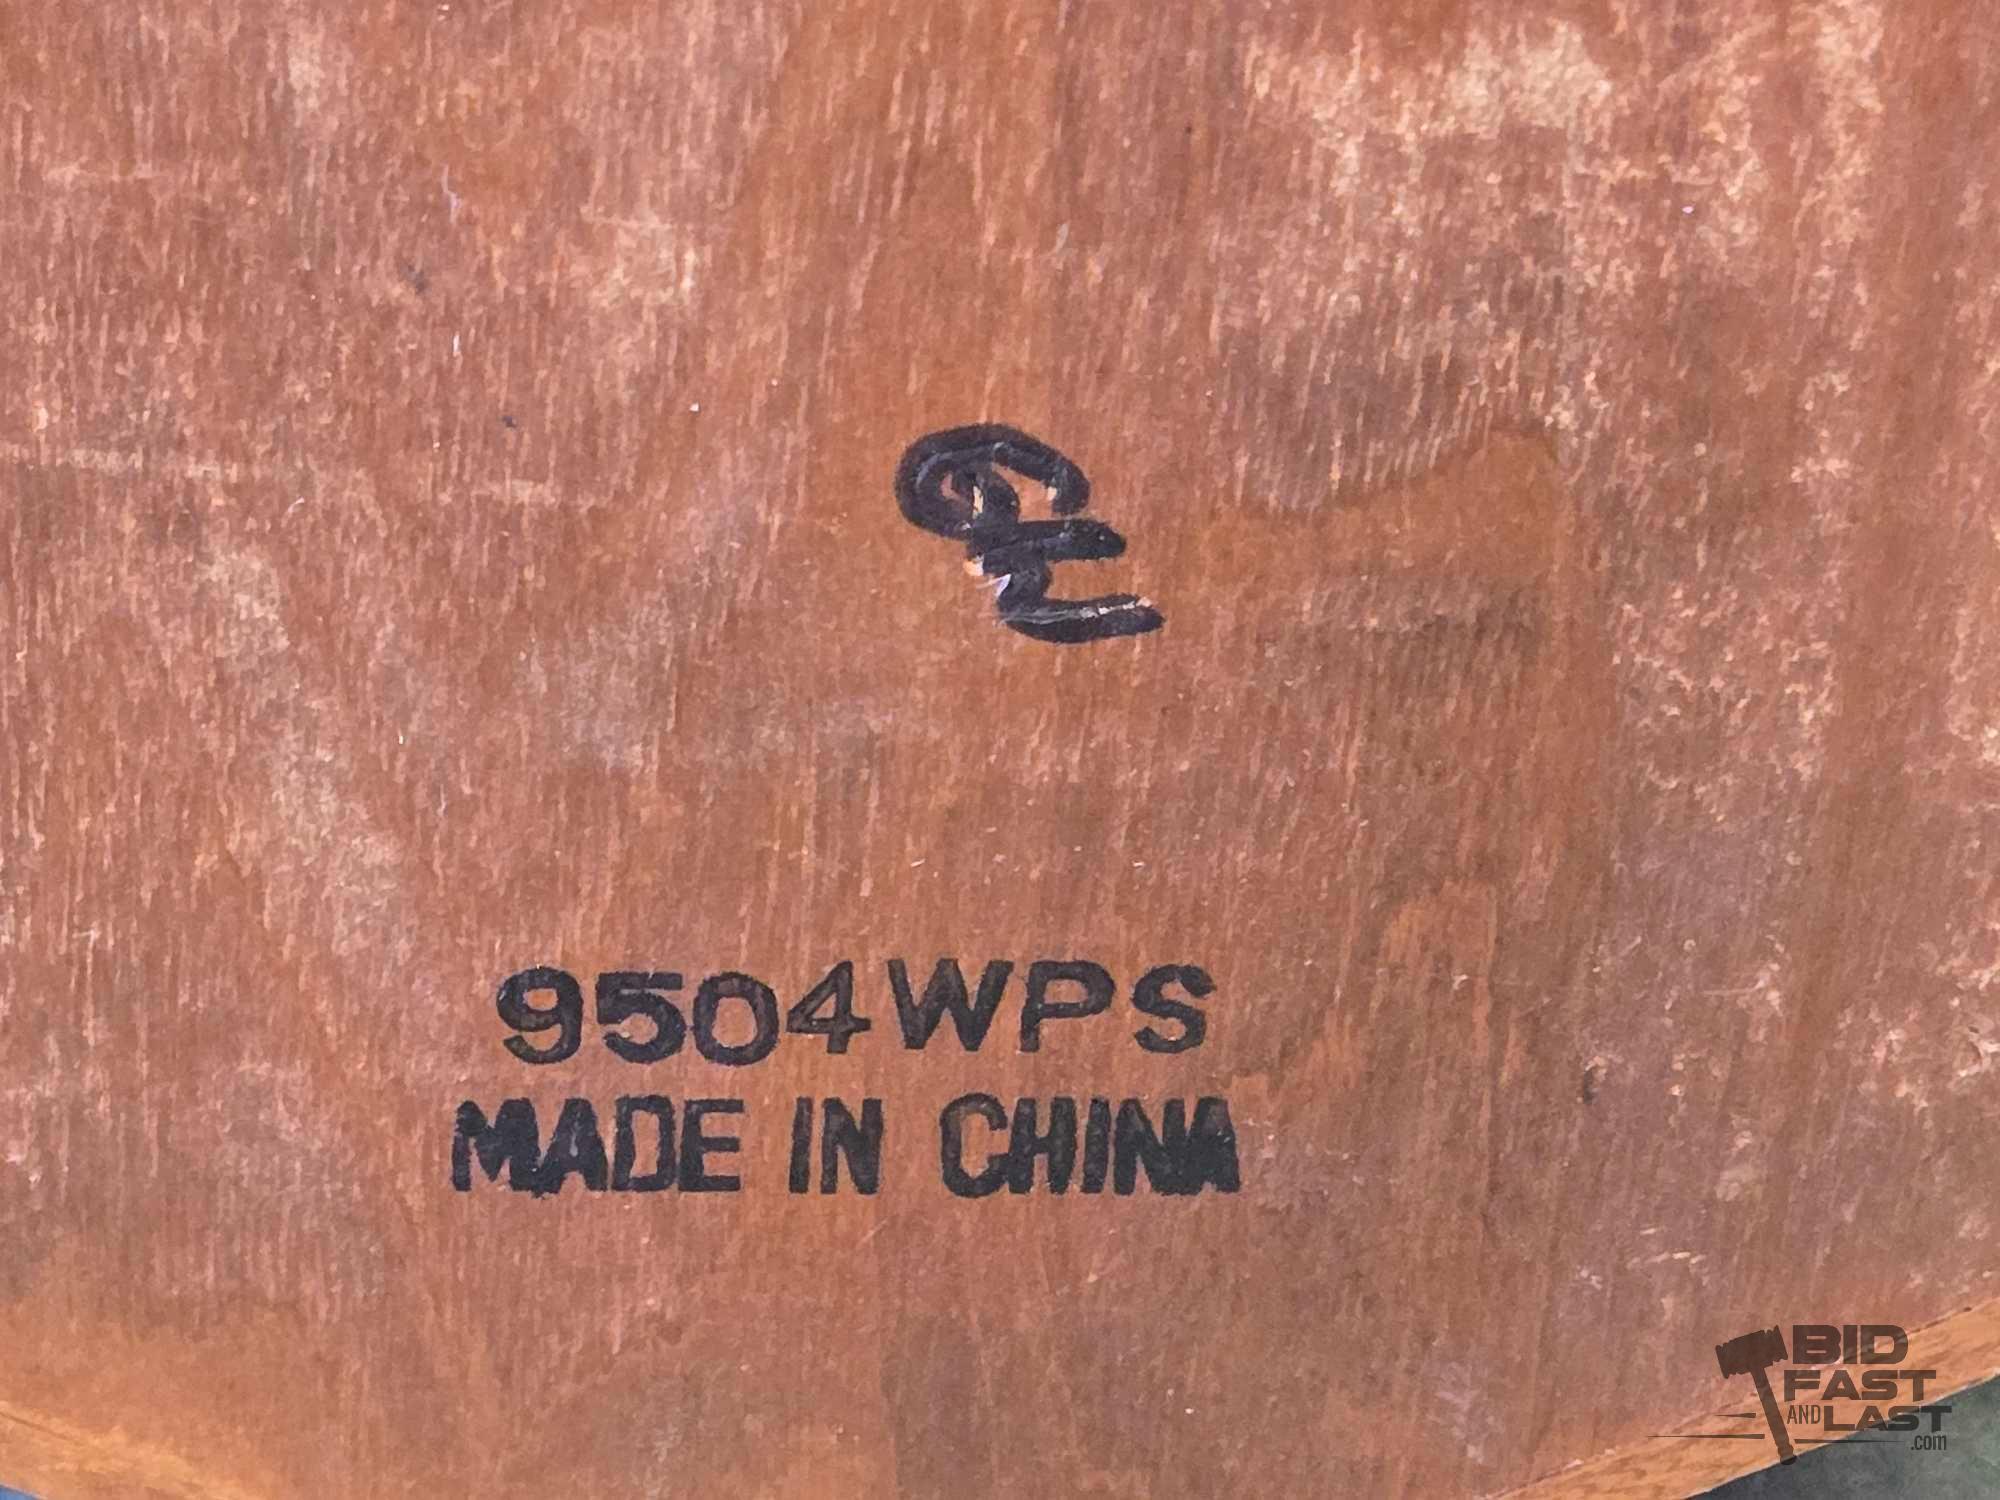 9504WPS
MADE IN CHINA
BID
FAST
AND LAST
.com